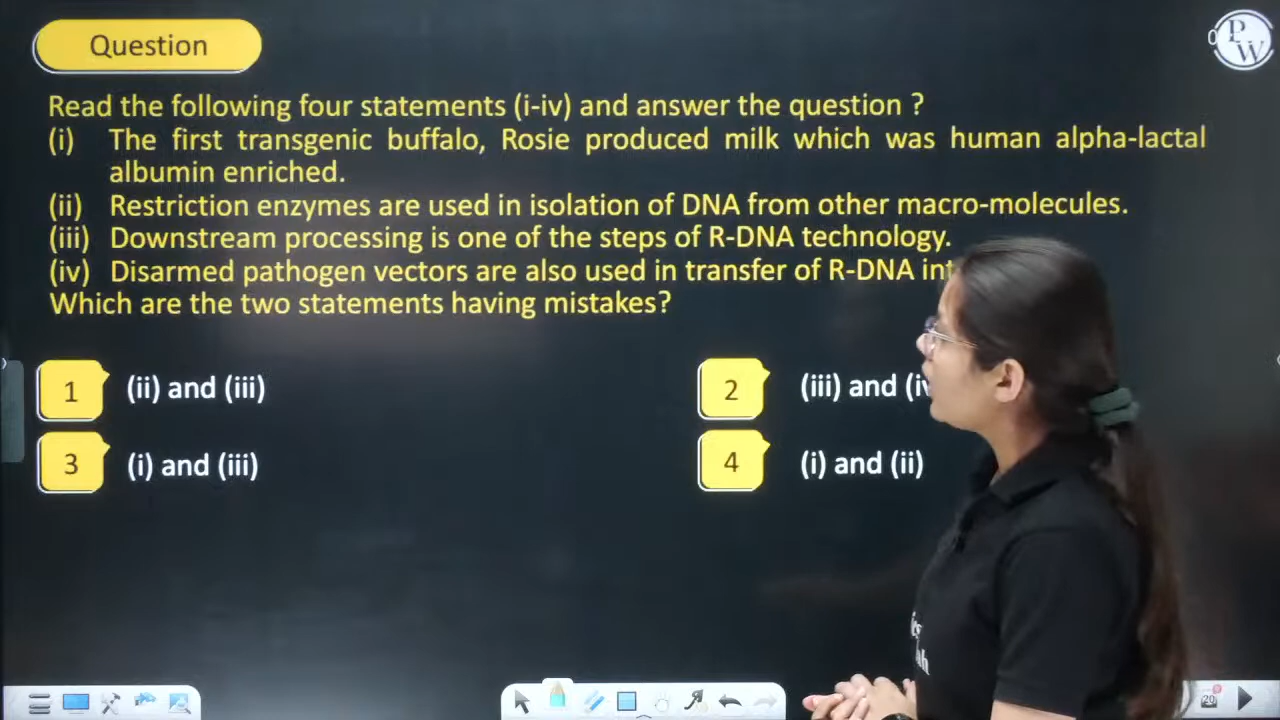 Question
PW
Read the following four statements (i-iv) and answer the question ?
(i) The first transgenic buffalo, Rosie produced milk which was human alpha-lactal
albumin enriched.
(ii) Restriction enzymes are used in isolation of DNA from other macro-molecules.
(iii) Downstream processing is one of the steps of R-DNA technology.
(iv) Disarmed pathogen vectors are also used in transfer of R-DNA
Which are the two statements having mistakes?
1 (ii) and (iii)
2 (iii) and
3 (i) and (iii)
4 (i) and (ii)
20